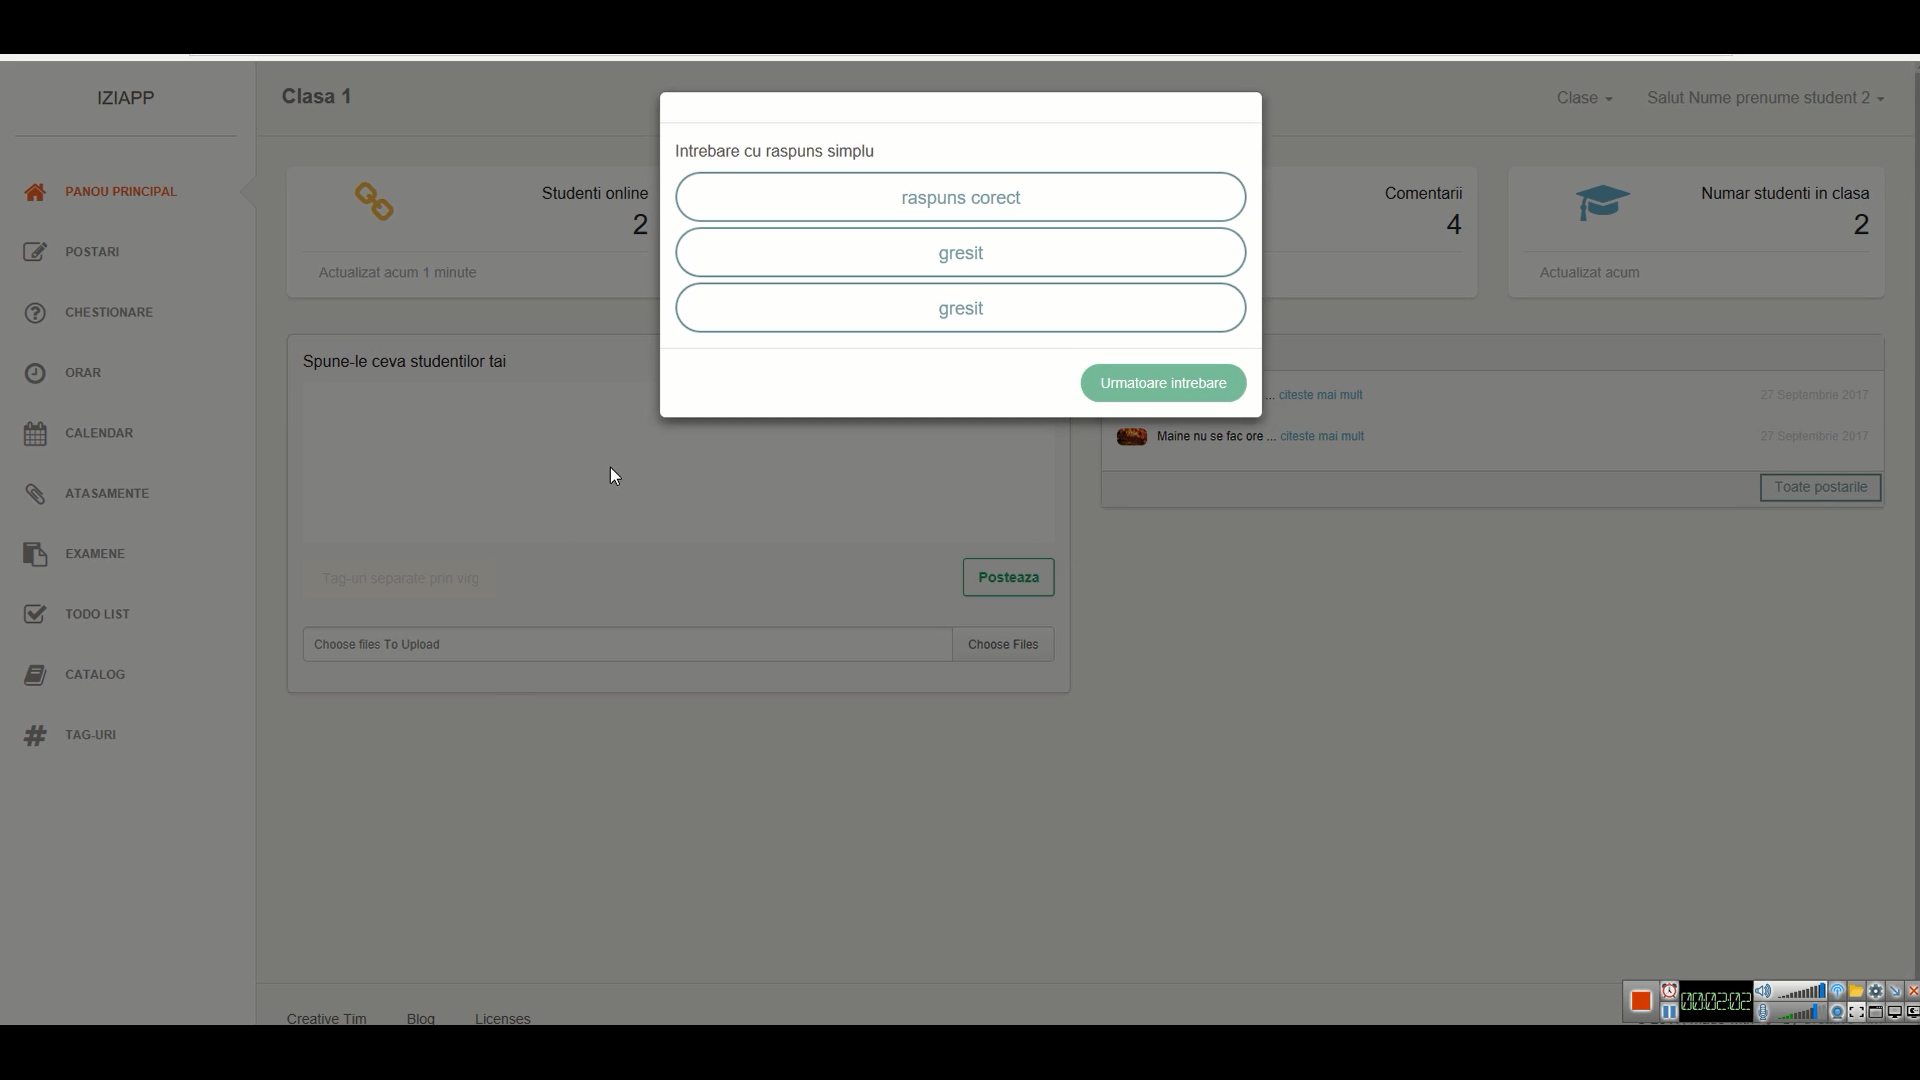 IZIAPP
Clasa 1
Clase
Salut Nume prenume student 2
PANOU PRINCIPAL
POSTARI
CHESTIONARE
ORAR
CALENDAR
ATASAMENTE
EXAMENE
TODO LIST
CATALOG
TAG-URI
Intrebare cu raspuns simplu
raspuns corect
gresit
gresit
Urmatoare intrebare
Studenti online
2
Actualizat acum 1 minute
Comentarii
4
Numar studenti in clasa
2
Actualizat acum
Spune-le ceva studentilor tai
Tag-uri separate prin virg
Posteaza
Choose files To Upload
Choose Files
... citeste mai mult
27 Septembrie 2017
Maine nu se fac ore ... citeste mai mult
27 Septembrie 2017
Toate postarile
Creative Tim
Blog
Licenses
00:02:02